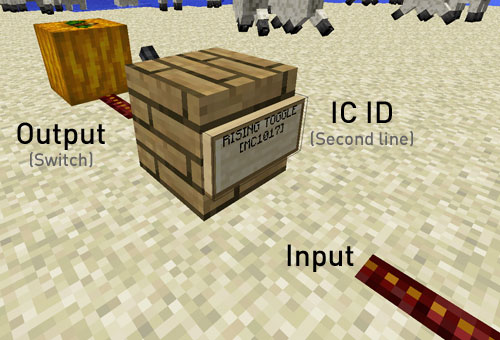 Output
(Switch)
RISING TOGGLE
[MC1017]
IC ID
(Second line)
Input